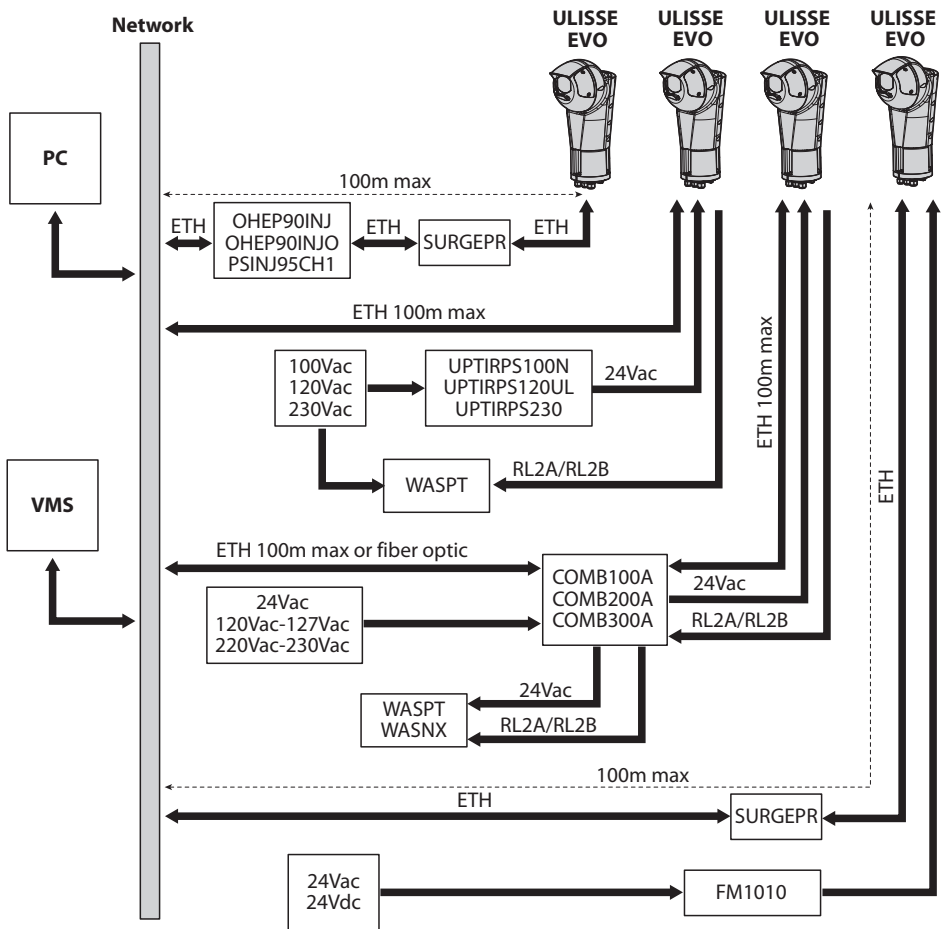 Network
ULISSE
EVO
ULISSE
EVO
ULISSE
EVO
ULISSE
EVO
PC
100m max
ETH
OHEP90INJ
OHEP90INJO
PSINJ95CH1
ETH
SURGEPR
ETH
ETH 100m max
100Vac
120Vac
230Vac
UPTIRPS100N
UPTIRPS120UL
UPTIRPS230
24Vac
ETH 100m max
WASPT
RL2A/RL2B
ETH
VMS
ETH 100m max or fiber optic
COMB100A
COMB200A
COMB300A
24Vac
RL2A/RL2B
24Vac
120Vac-127Vac
220Vac-230Vac
WASPT
WASNX
24Vac
RL2A/RL2B
100m max
ETH
SURGEPR
24Vac
24Vdc
FM1010